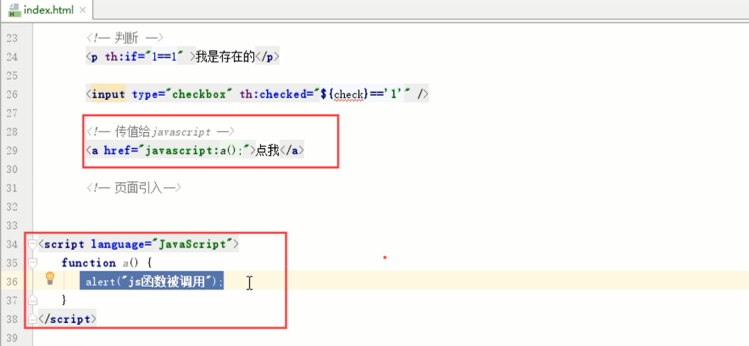 index.html
23 <!— 判断 —>
24 <p th:if="1==1" >我是存在的</p>
25
26 <input type="checkbox" th:checked="${check}=='1'" />
27
28 <!— 传值给javascript —>
29 <a href="javascript:a();">点我</a>
30
31 <!— 页面引入—>
32
33
34 <script language="JavaScript">
35 function a() {
36 alert("js函数被调用");
37 }
38 </script>
39